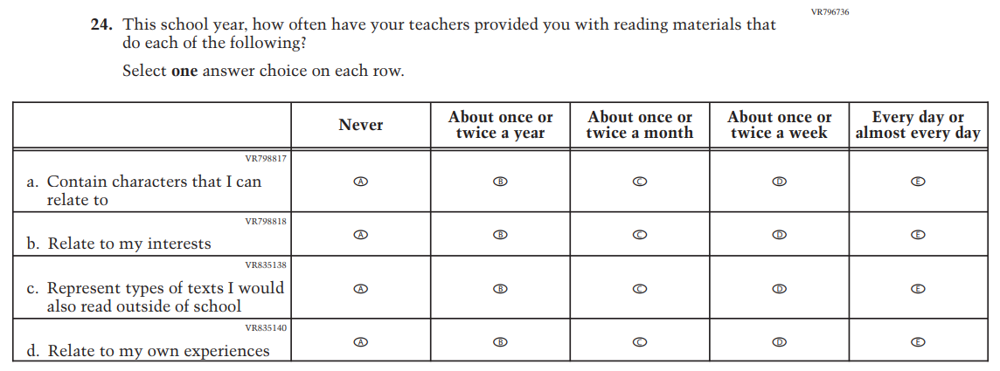 VR796736
24. This school year, how often have your teachers provided you with reading materials that
do each of the following?
Select one answer choice on each row.
Never
About once or
twice a year
About once or
twice a month
About once or
twice a week
Every day or
almost every day
VR798817
a. Contain characters that I can
relate to
A B C D E
VR798818
b. Relate to my interests
A B C D E
VR835138
c. Represent types of texts I would
also read outside of school
A B C D E
VR835140
d. Relate to my own experiences
A B C D E